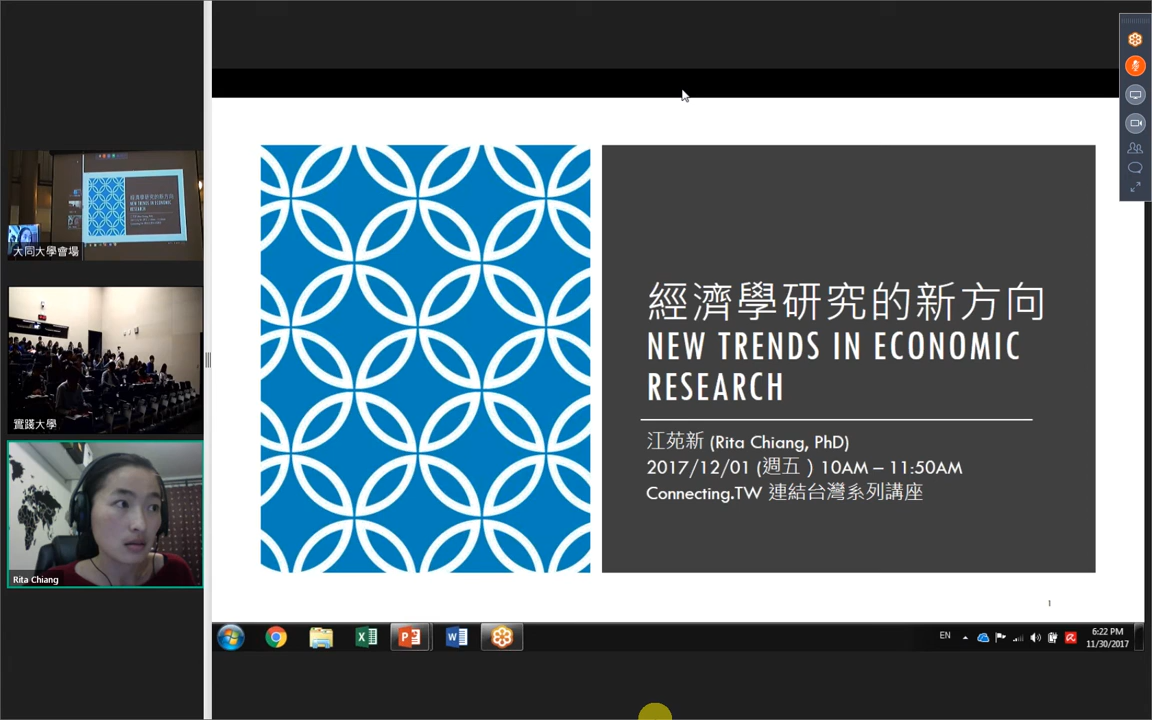 大同大學會場
實踐大學
Rita Chiang
經濟學研究的新方向
NEW TRENDS IN ECONOMIC
RESEARCH
江苑新 (Rita Chiang, PhD)
2017/12/01 (週五 ) 10AM – 11:50AM
Connecting.TW 連結台灣系列講座
1
EN
6:22 PM
11/30/2017